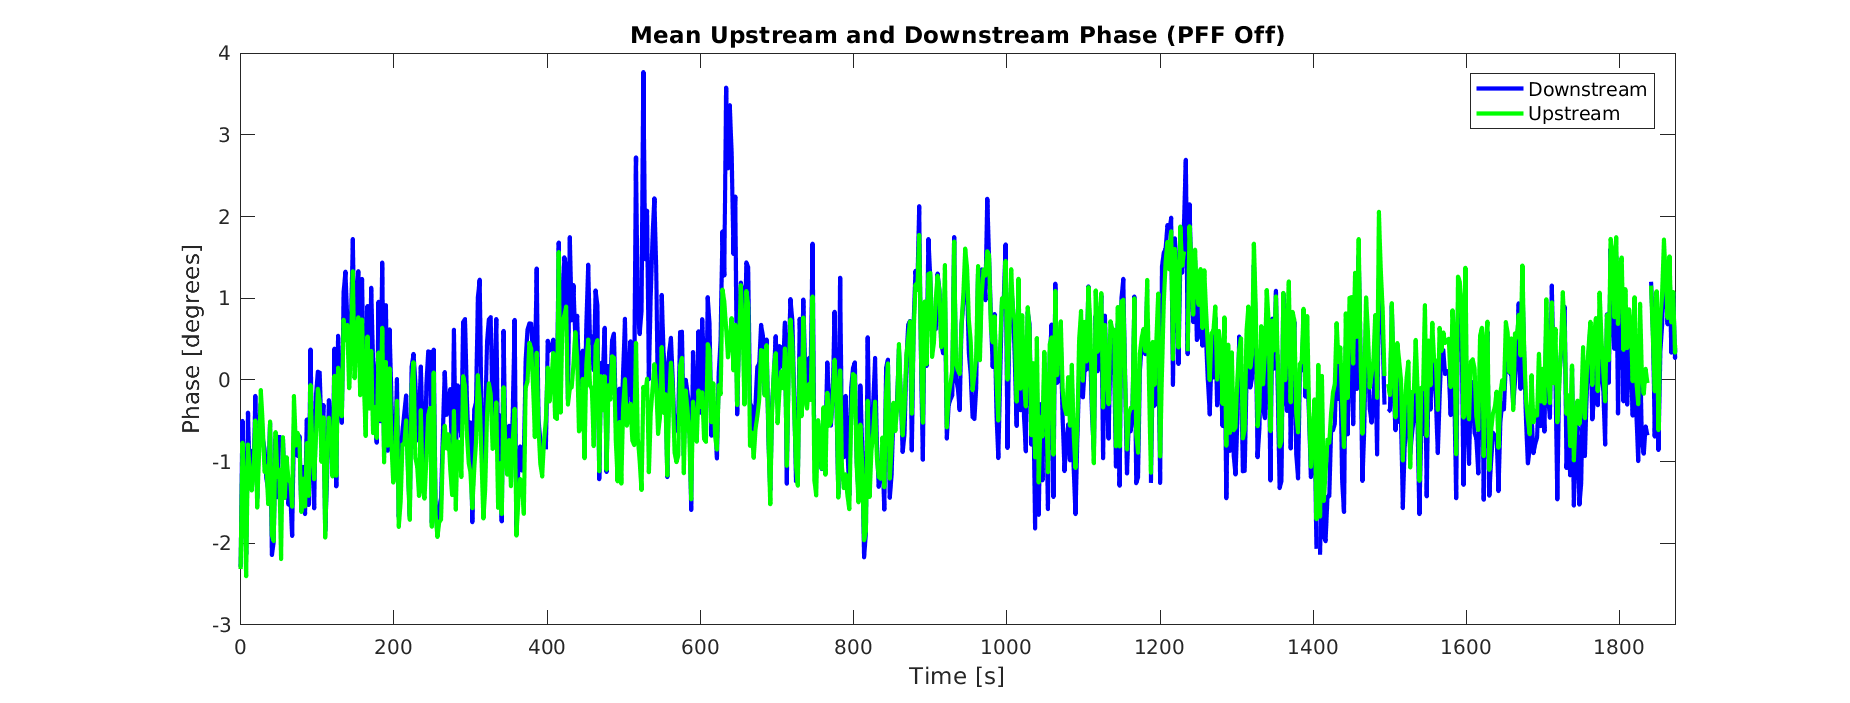 Mean Upstream and Downstream Phase (PFF Off)
4
3
2
1
0
-1
-2
-3
Phase [degrees]
Downstream
Upstream
0 200 400 600 800 1000 1200 1400 1600 1800
Time [s]